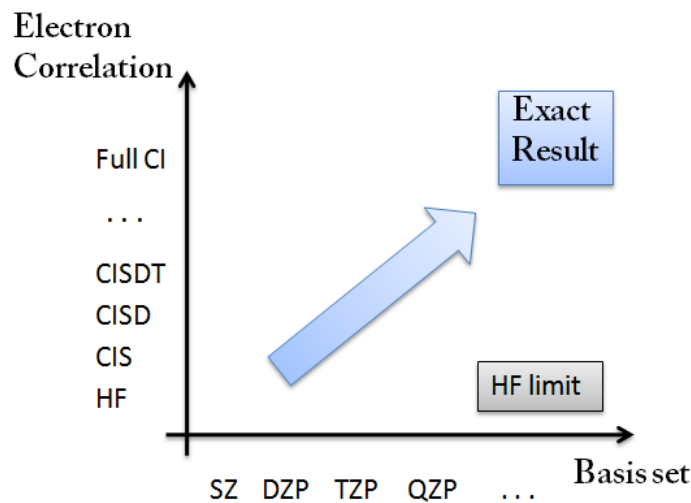 Electron
Correlation
Exact
Result
Full CI
. . .
CISDT
CISD
CIS
HF
HF limit
Basis set
SZ DZP TZP QZP . . .